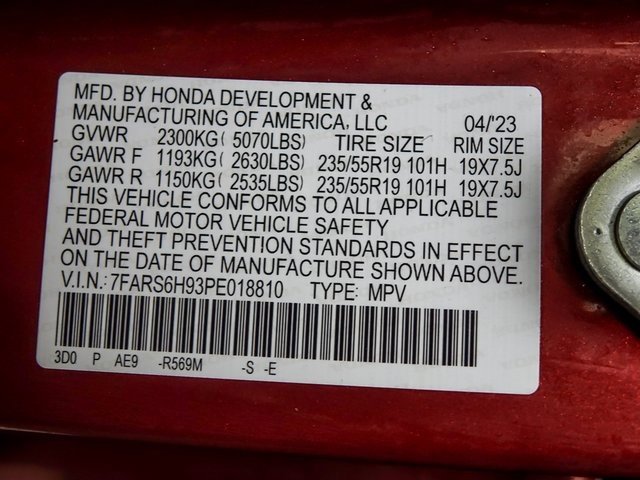 MFD. BY HONDA DEVELOPMENT &
MANUFACTURING OF AMERICA, LLC 04/'23
GVWR 2300KG( 5070LBS) TIRE SIZE RIM SIZE
GAWR F 1193KG( 2630LBS) 235/55R19 101H 19X7.5J
GAWR R 1150KG( 2535LBS) 235/55R19 101H 19X7.5J
THIS VEHICLE CONFORMS TO ALL APPLICABLE
FEDERAL MOTOR VEHICLE SAFETY
AND THEFT PREVENTION STANDARDS IN EFFECT
ON THE DATE OF MANUFACTURE SHOWN ABOVE.
V.I.N.: 7FARS6H93PE018810 TYPE: MPV
3D0 P AE9 -R569M -S -E